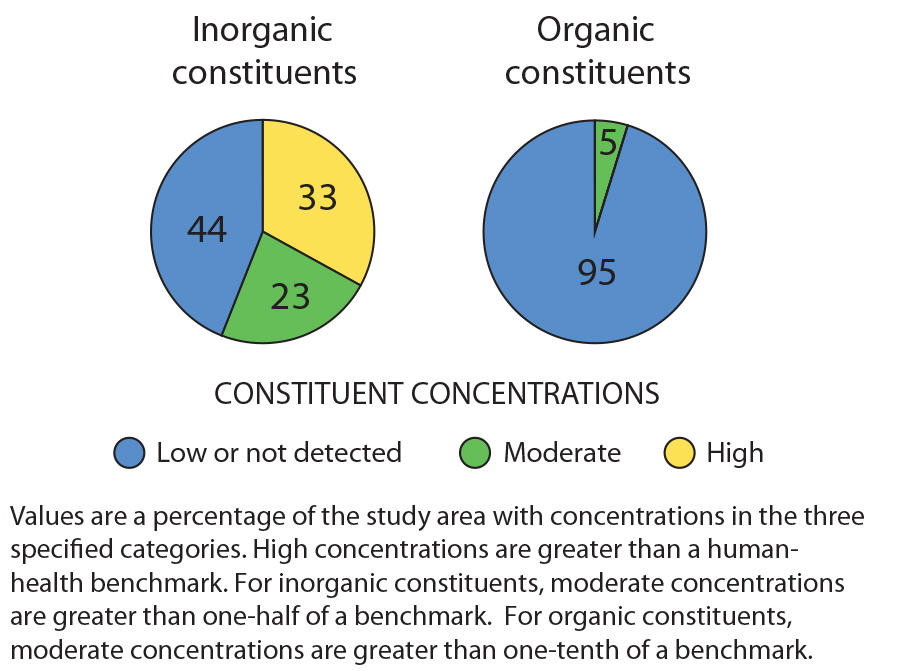 Inorganic
constituents
Organic
constituents
44
33
23
5
95
CONSTITUENT CONCENTRATIONS
Low or not detected
Moderate
High
Values are a percentage of the study area with concentrations in the three
specified categories. High concentrations are greater than a human-
health benchmark. For inorganic constituents, moderate concentrations
are greater than one-half of a benchmark.  For organic constituents,
moderate concentrations are greater than one-tenth of a benchmark.